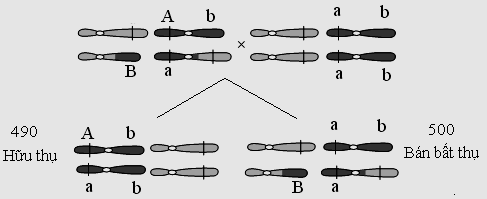 A b a b
×
B a a b
490 A b a b 500
Hữu thụ Bán bất thụ
a b B a